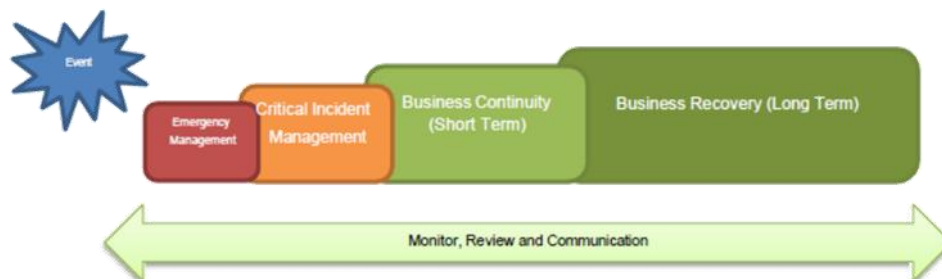 Event
Emergency
Management
Critical Incident
Management
Business Continuity
(Short Term)
Business Recovery (Long Term)
Monitor, Review and Communication